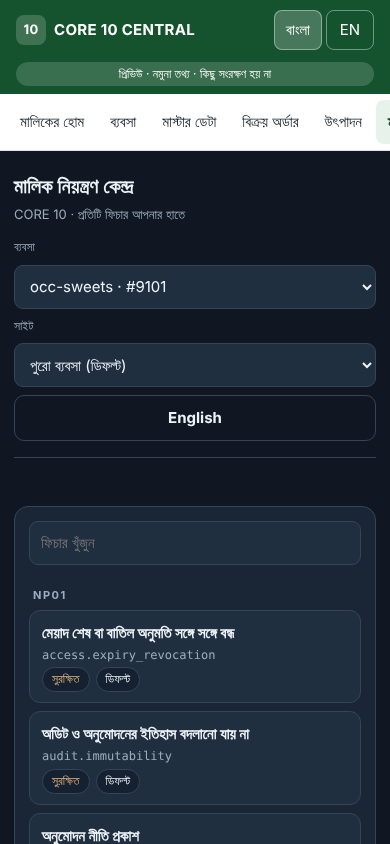 10 CORE 10 CENTRAL বাংলা EN
প্রিভিউ · নমুনা তথ্য · কিছু সংরক্ষণ হয় না
মালিকের হোম ব্যবসা মাস্টার ডেটা বিক্রয় অর্ডার উৎপাদন
মালিক নিয়ন্ত্রণ কেন্দ্র
CORE 10 · প্রতিটি ফিচার আপনার হাতে
ব্যবসা
occ-sweets · #9101
সাইট
পুরো ব্যবসা (ডিফল্ট)
English
ফিচার খুঁজুন
NP01
মেয়াদ শেষ বা বাতিল অনুমতি সঙ্গে সঙ্গে বন্ধ
access.expiry_revocation
সুরক্ষিত ডিফল্ট
অডিট ও অনুমোদনের ইতিহাস বদলানো যায় না
audit.immutability
সুরক্ষিত ডিফল্ট
অনুমোদন নীতি প্রকাশ